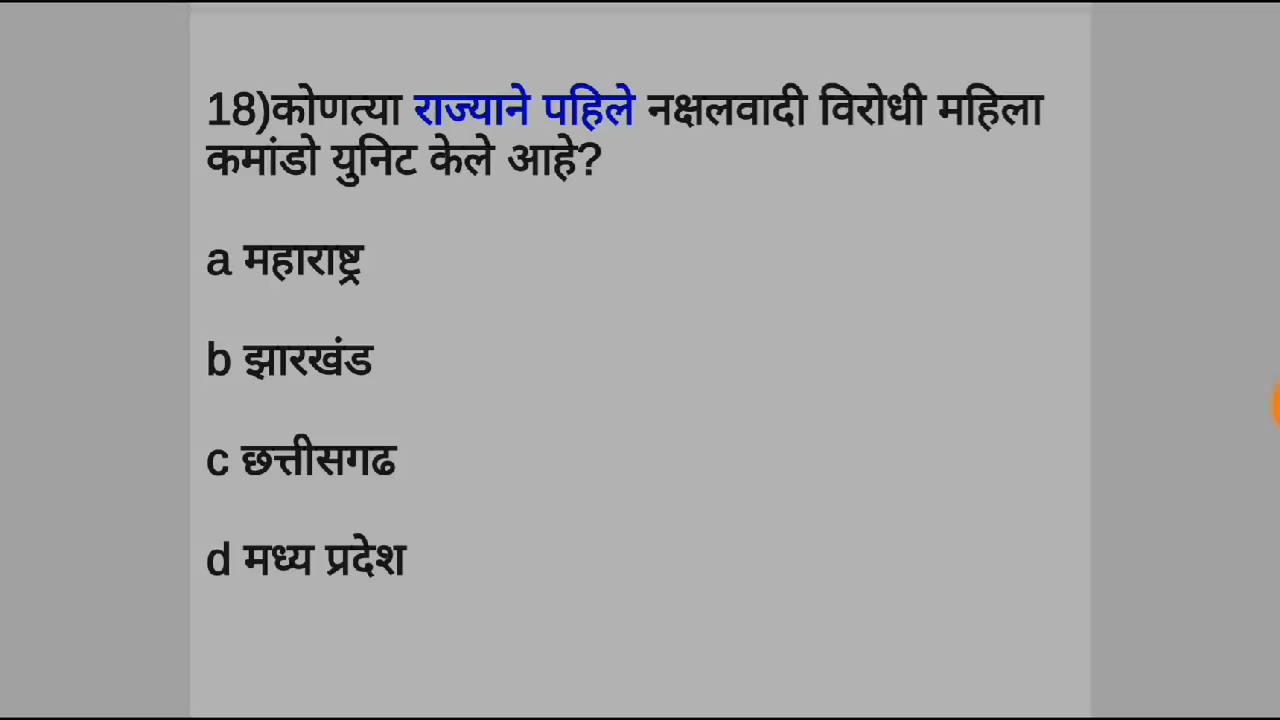 18)कोणत्या राज्याने पहिले नक्षलवादी विरोधी महिला
कमांडो युनिट केले आहे?
a महाराष्ट्र
b झारखंड
c छत्तीसगढ
d मध्य प्रदेश